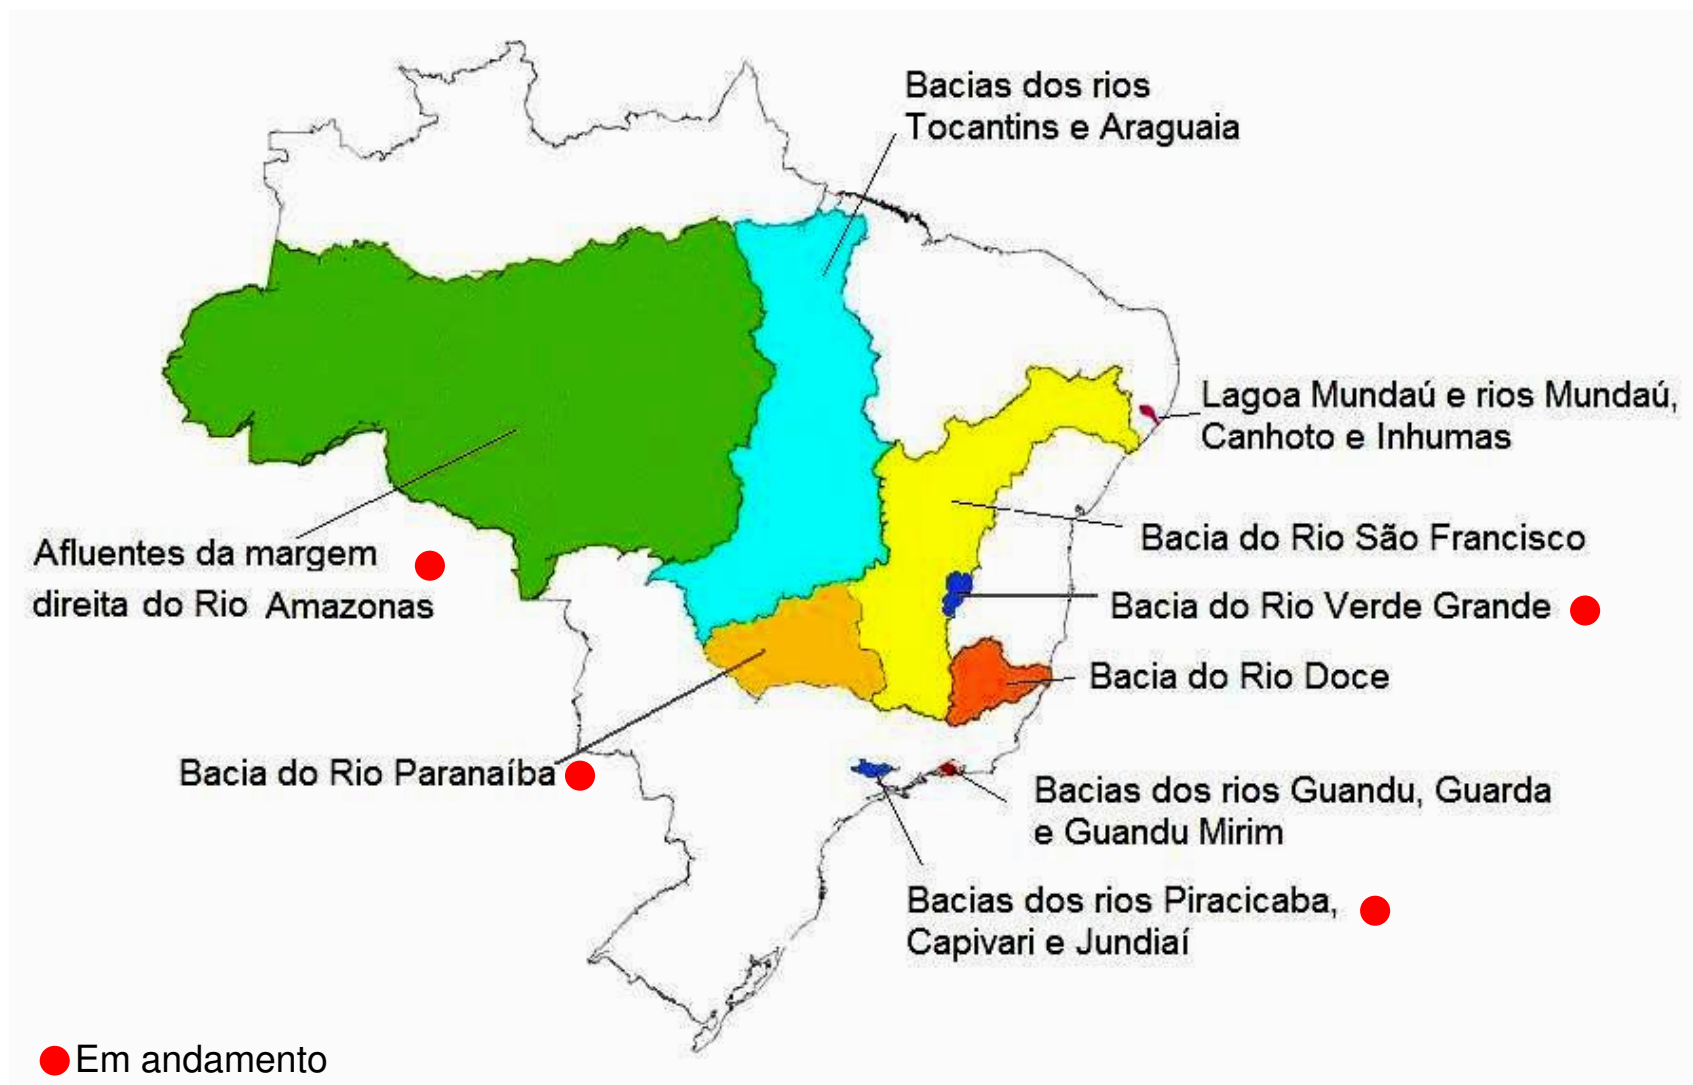 Bacias dos rios
Tocantins e Araguaia
Lagoa Mundaú e rios Mundaú,
Canhoto e Inhumas
Bacia do Rio São Francisco
Afluentes da margem
direita do Rio Amazonas
Bacia do Rio Verde Grande
Bacia do Rio Doce
Bacia do Rio Paranaíba
Bacias dos rios Guandu, Guarda
e Guandu Mirim
Bacias dos rios Piracicaba,
Capivari e Jundiaí
Em andamento